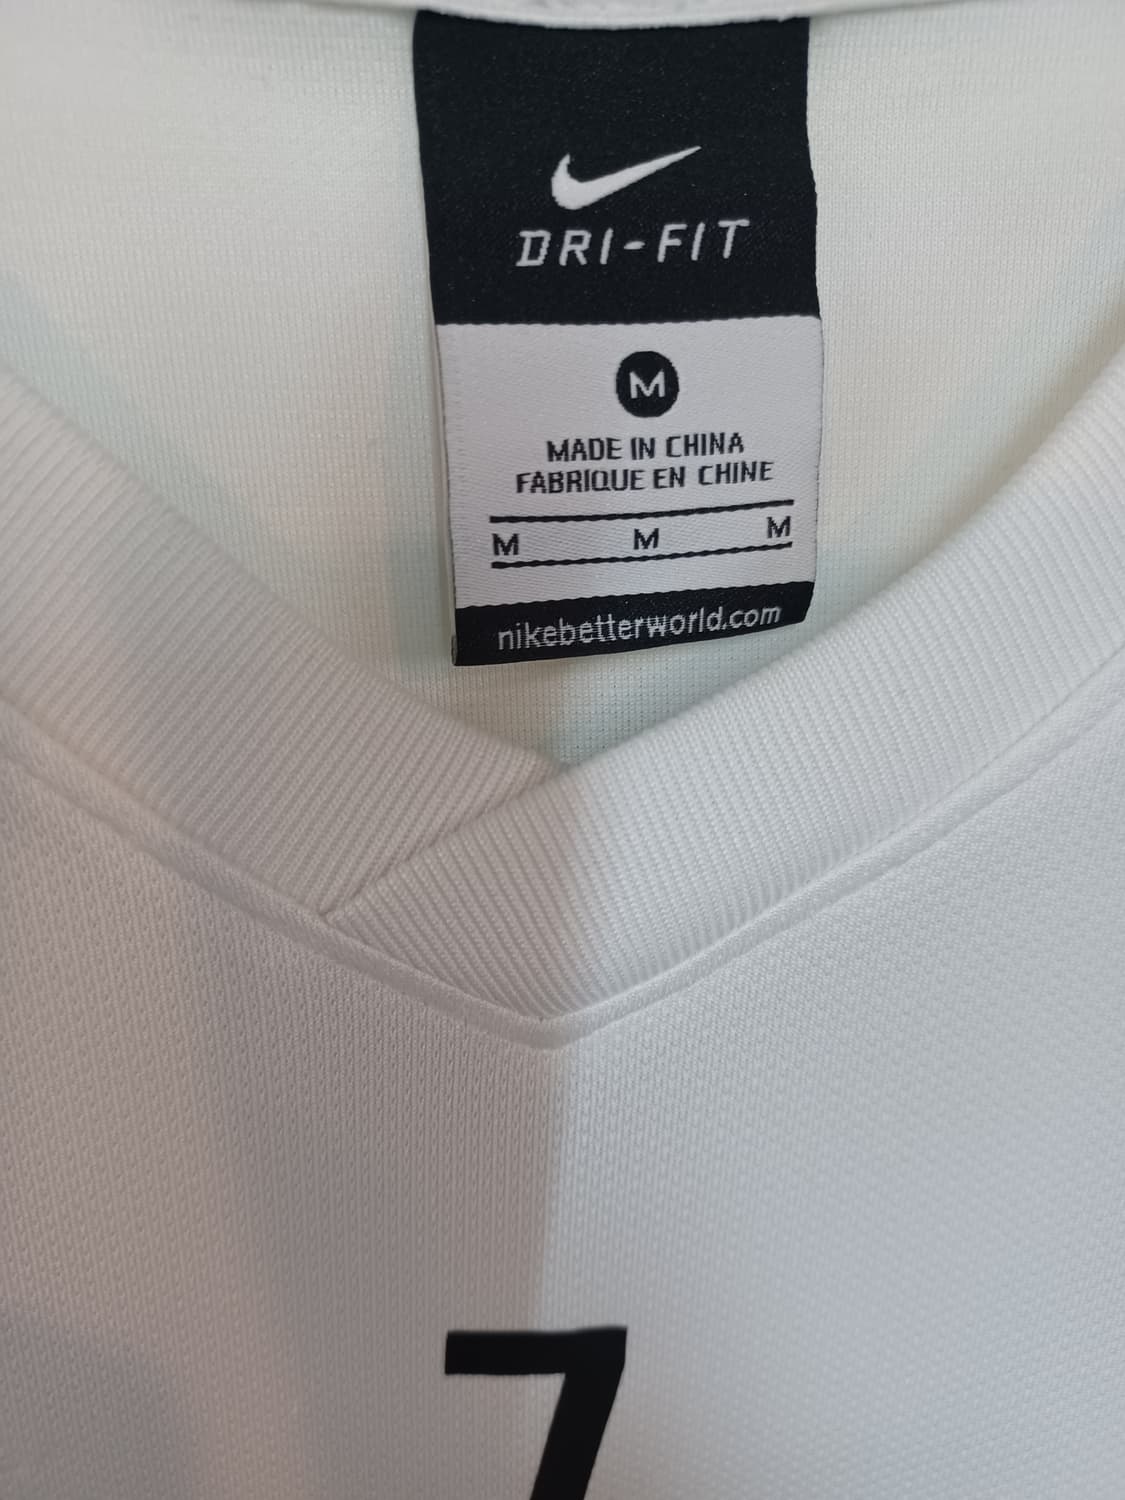 DRI-FIT
M
MADE IN CHINA
FABRIQUE EN CHINE
M M M
nikebetterworld.com
7